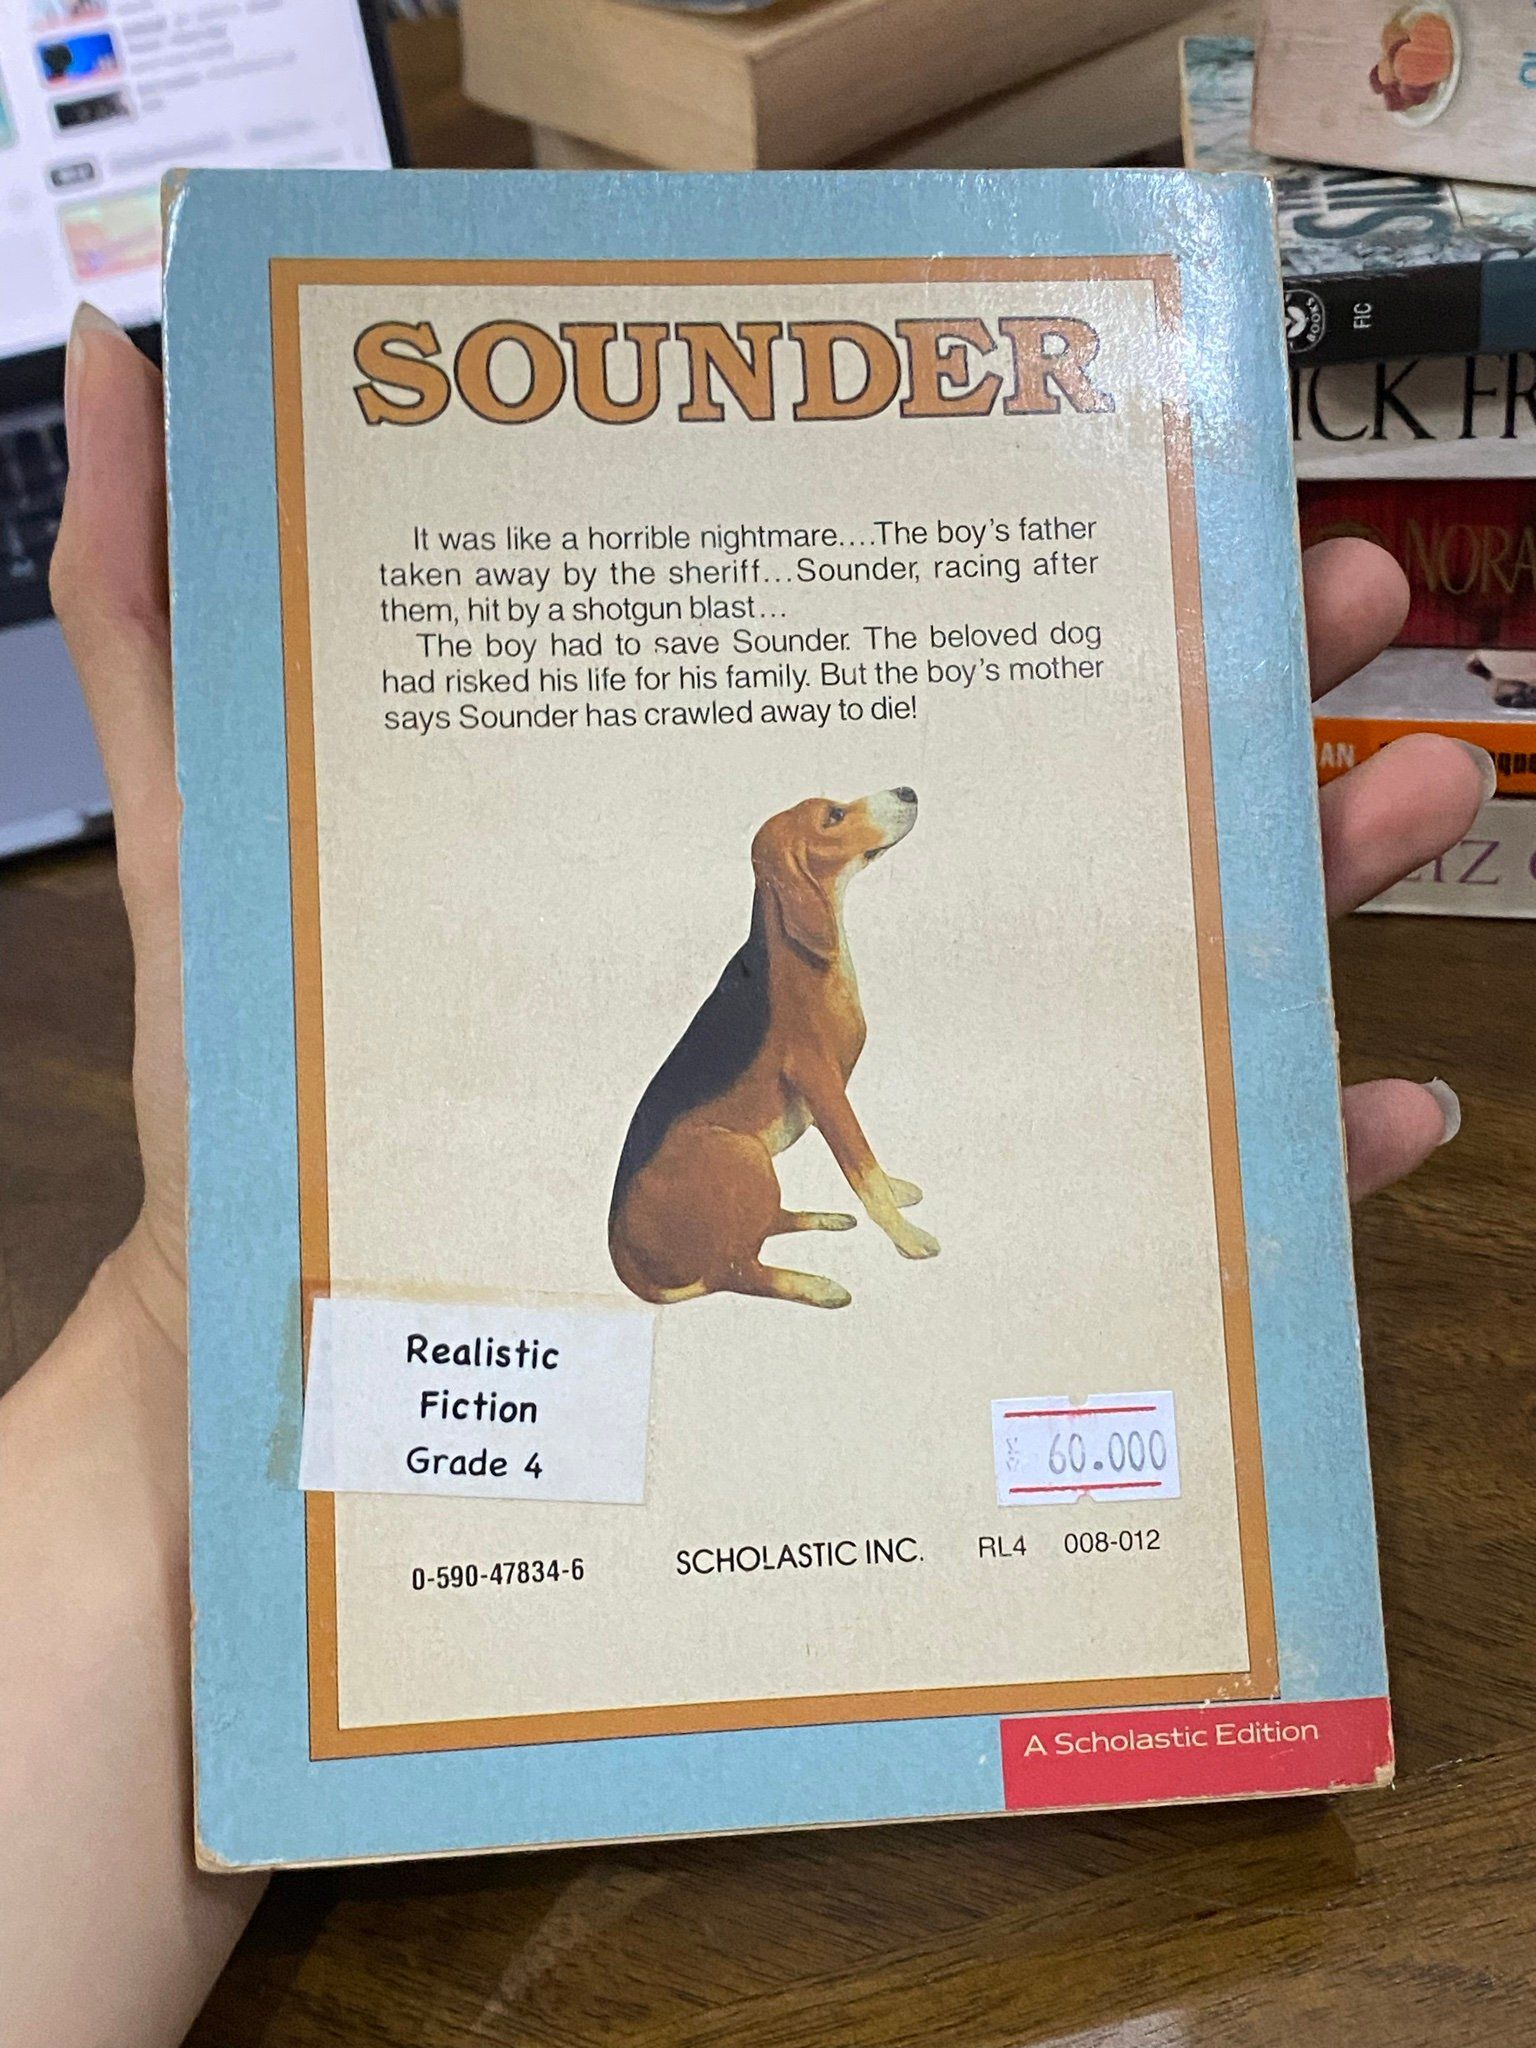 SOUNDER
It was like a horrible nightmare....The boy's father
taken away by the sheriff...Sounder, racing after
them, hit by a shotgun blast...
The boy had to save Sounder. The beloved dog
had risked his life for his family. But the boy's mother
says Sounder has crawled away to die!
Realistic
Fiction
Grade 4
60.000
0-590-47834-6 SCHOLASTIC INC. RL4 008-012
A Scholastic Edition
BOOKS
FIC
ICK FR
NORA
AN